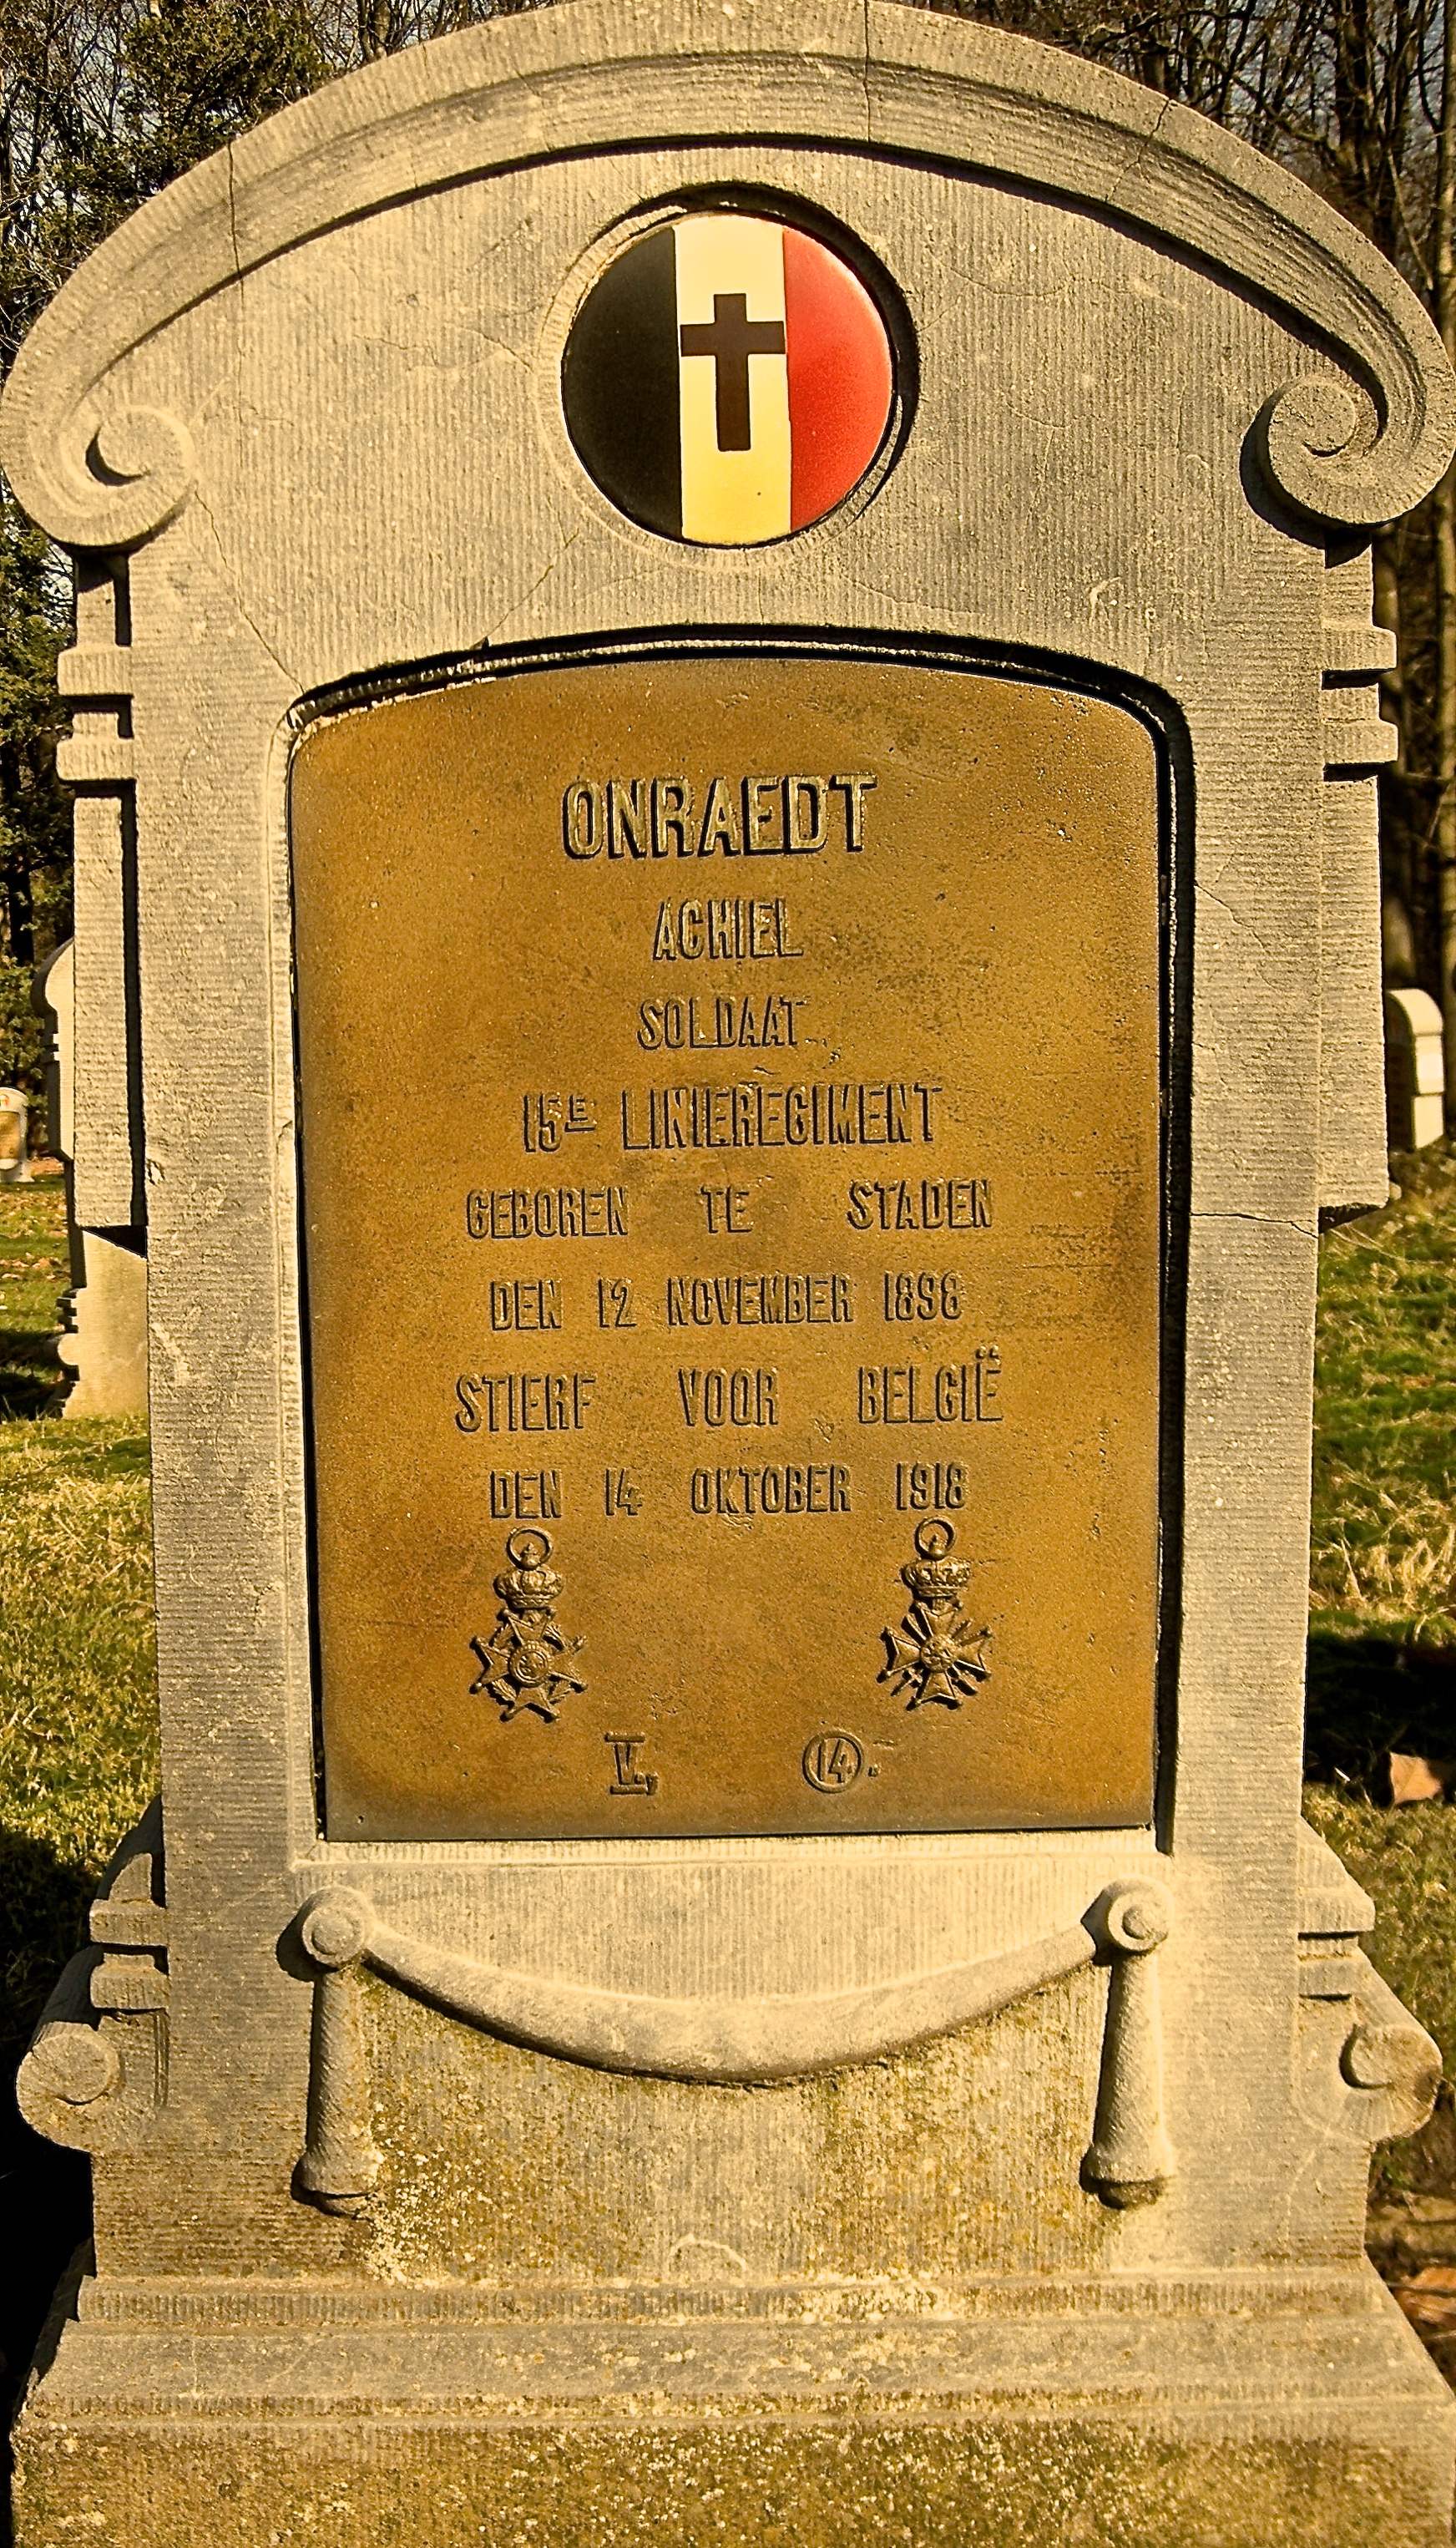 ONRAEDT
ACHIEL
SOLDAAT
15E LINIEREGIMENT
GEBOREN TE STADEN
DEN 12 NOVEMBER 1898
STIERF VOOR BELGIË
DEN 14 OKTOBER 1918
V, 14.